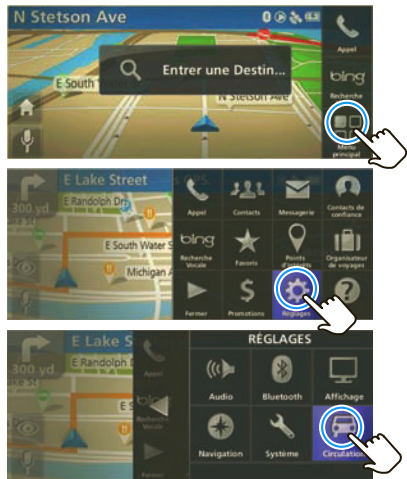 N Stetson Ave
Appel
Entrer une Destin...
bing
Recherche
E South
N Stetson Ave
Menu
principal
E Lake Street
300 yd
E Randolph Dr
Appel
Contacts
Messagerie
Contacts de
confiance
E South Water S
bing
Recherche
Vocale
Favoris
Points
d'intérêts
Organisateur
de voyages
Michigan A
Fermer
Promotions
Réglages
E Lake S
RÉGLAGES
300 yd
E Randolph D
Appel
Audio
Bluetooth
Affichage
bing
Recherche
Vocale
Navigation
Système
Circulation
Fermer